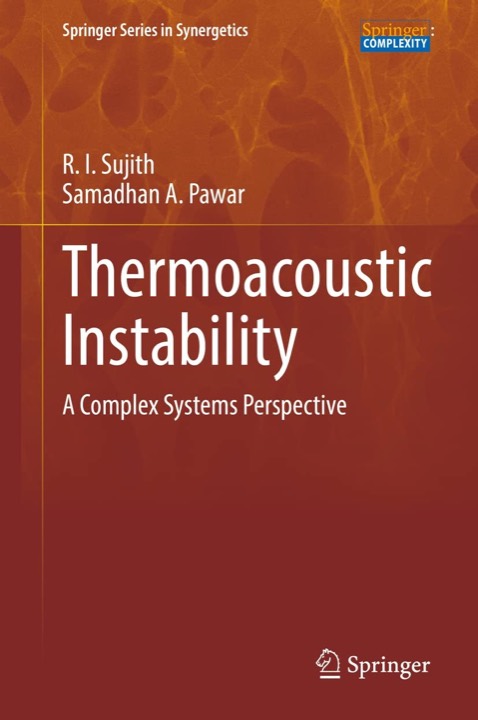 Springer Series in Synergetics
Springer :
COMPLEXITY
R. I. Sujith
Samadhan A. Pawar
Thermoacoustic
Instability
A Complex Systems Perspective
Springer